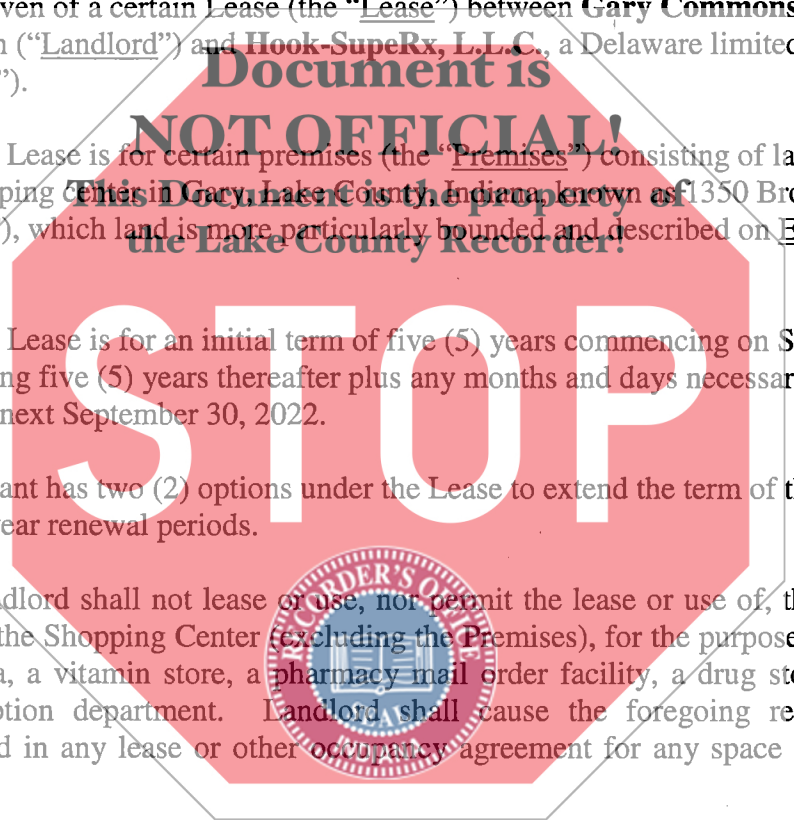 ven of a certain Lease (the “Lease”) between Gary Commons
n (“Landlord”) and Hook-SupeRx, L.L.C., a Delaware limited
”).
Document is
NOT OFFICIAL!
Lease is for certain premises (the “Premises”) consisting of la
This Document is the property of
ping center in Gary, Lake County, Indiana, known as 1350 Bro
), which land is more particularly bounded and described on E
the Lake County Recorder!
Lease is for an initial term of five (5) years commencing on S
ng five (5) years thereafter plus any months and days necessar
next September 30, 2022.
STOP
ant has two (2) options under the Lease to extend the term of t
ear renewal periods.
dlord shall not lease or use, nor permit the lease or use of, t
the Shopping Center (excluding the Premises), for the purpose
a, a vitamin store, a pharmacy mail order facility, a drug st
ption department. Landlord shall cause the foregoing re
d in any lease or other occupancy agreement for any space
RECORDER'S OFFICE